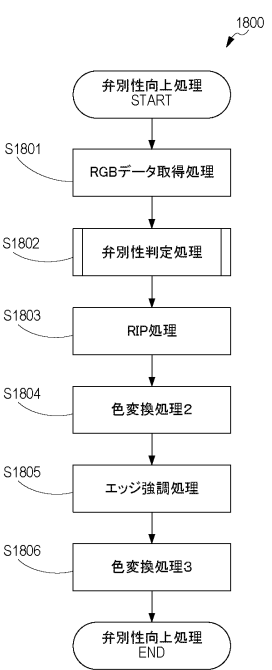 1800
弁別性向上処理
START
S1801
RGBデータ取得処理
S1802
弁別性判定処理
S1803
RIP処理
S1804
色変換処理2
S1805
エッジ強調処理
S1806
色変換処理3
弁別性向上処理
END